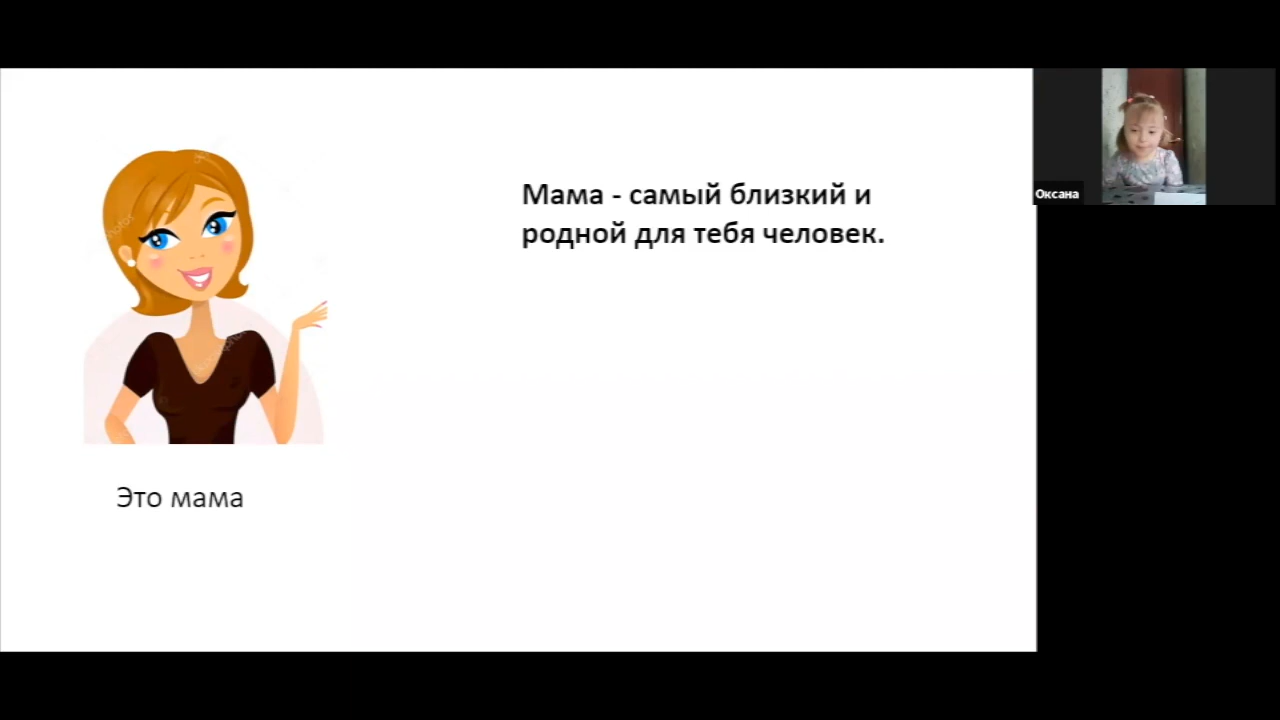 Мама - самый близкий и
родной для тебя человек.
Оксана
Это мама